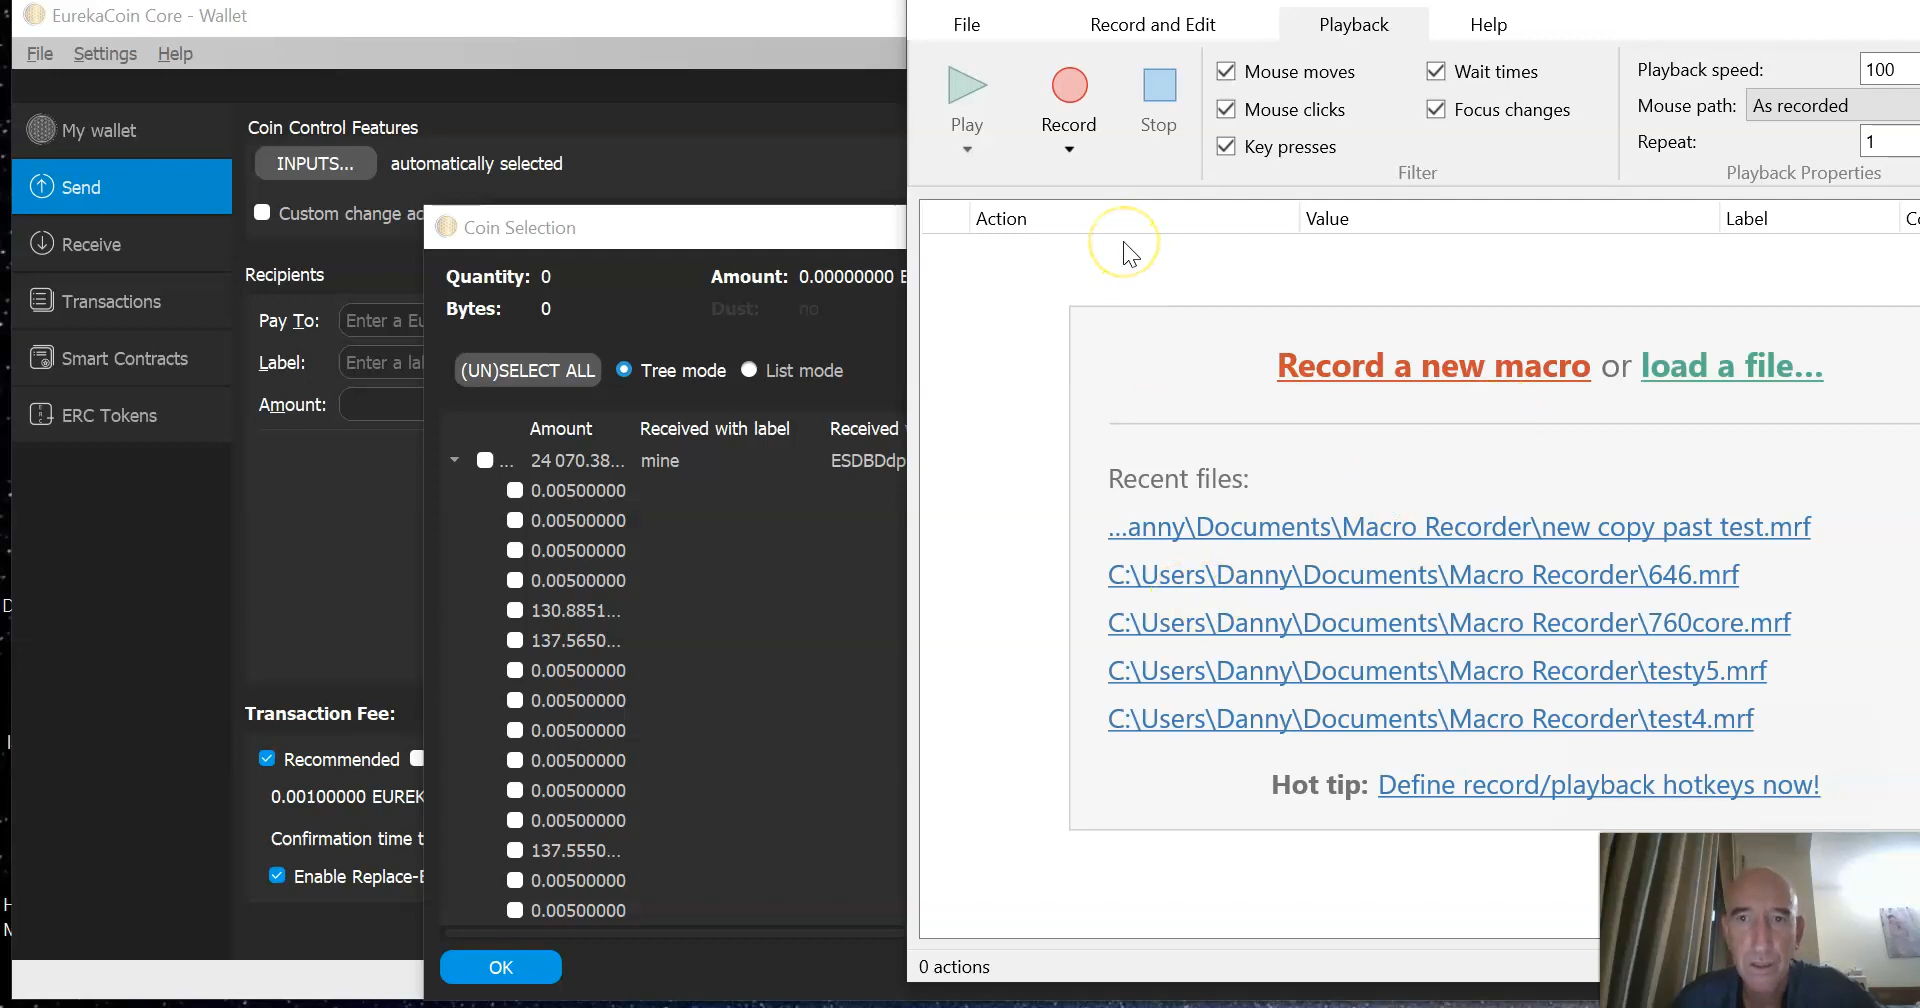 EurekaCoin Core - Wallet
File Settings Help
My wallet
Send
Receive
Transactions
Smart Contracts
ERC Tokens
Coin Control Features
INPUTS... automatically selected
Custom change
Recipients
Pay To: Enter a
Label: Enter a
Amount:
Transaction Fee:
Recommended
0.00100000
Confirmation time
Enable
Coin Selection
Quantity: 0 Amount: 0.00000000
Bytes: 0 Dust: no
(UN)SELECT ALL Tree mode List mode
Amount Received with label Received
... 24 070.38... mine ESDBDdp
0.00500000
0.00500000
0.00500000
0.00500000
130.8851...
137.5650...
0.00500000
0.00500000
0.00500000
0.00500000
0.00500000
0.00500000
137.5550...
0.00500000
0.00500000
OK
File Record and Edit Playback Help
Play Record Stop
Mouse moves Wait times
Mouse clicks Focus changes
Key presses
Filter
Playback speed: 100
Mouse path: As recorded
Repeat: 1
Playback Properties
Action Value Label
Record a new macro or load a file...
Recent files:
...anny\Documents\Macro Recorder\new copy past test.mrf
C:\Users\Danny\Documents\Macro Recorder\646.mrf
C:\Users\Danny\Documents\Macro Recorder\760core.mrf
C:\Users\Danny\Documents\Macro Recorder\testy5.mrf
C:\Users\Danny\Documents\Macro Recorder\test4.mrf
Hot tip: Define record/playback hotkeys now!
0 actions